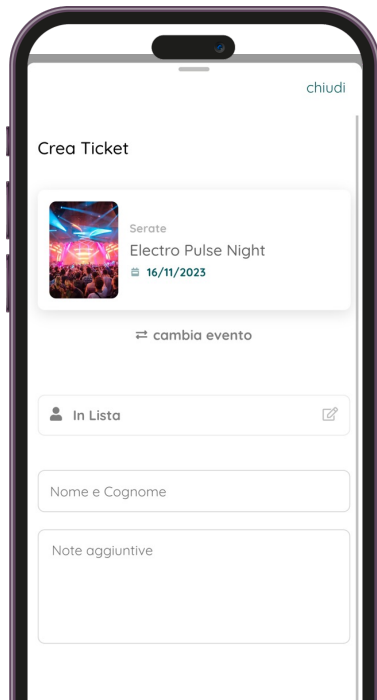 chiudi
Crea Ticket
Serate
Electro Pulse Night
16/11/2023
cambia evento
In Lista
Nome e Cognome
Note aggiuntive